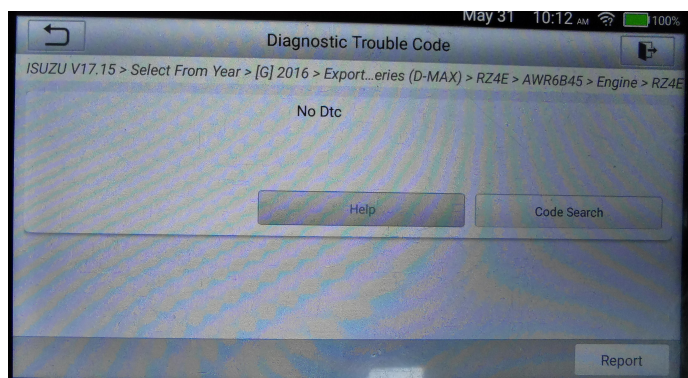 May 31 10:12 AM 100%
Diagnostic Trouble Code
ISUZU V17.15 > Select From Year > [G] 2016 > Export...eries (D-MAX) > RZ4E > AWR6B45 > Engine > RZ4E
No Dtc
Help
Code Search
Report